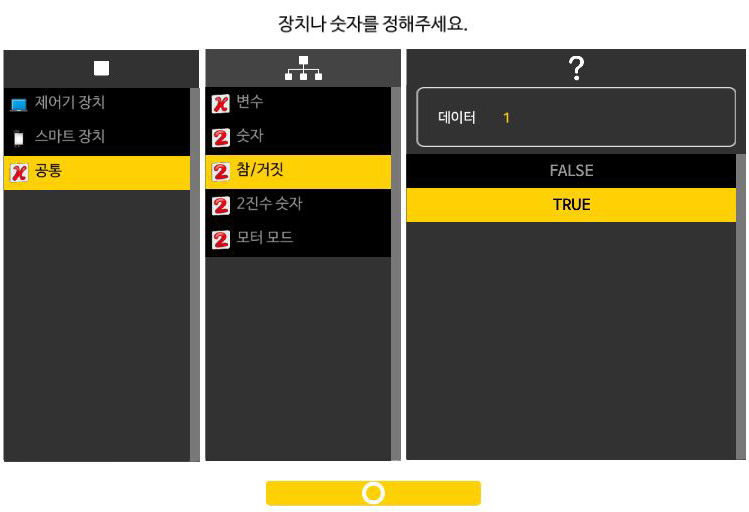 장치나 숫자를 정해주세요.
제어기 장치
스마트 장치
공통
변수
숫자
참/거짓
2진수 숫자
모터 모드
?
데이터 1
FALSE
TRUE